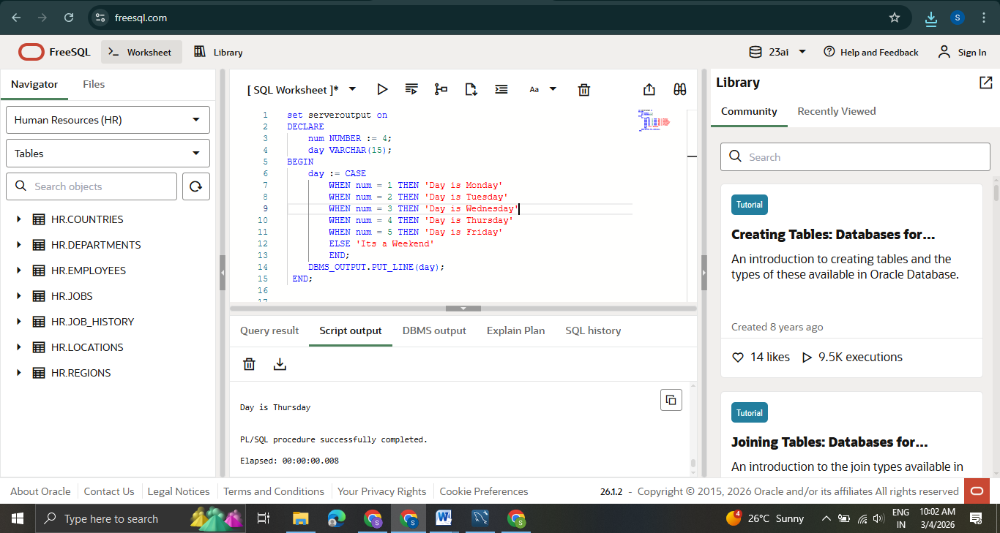 freesql.com
S
FreeSQL
Worksheet
Library
23ai
Help and Feedback
Sign In
Navigator
Files
Human Resources (HR)
Tables
Search objects
HR.COUNTRIES
HR.DEPARTMENTS
HR.EMPLOYEES
HR.JOBS
HR.JOB_HISTORY
HR.LOCATIONS
HR.REGIONS
[ SQL Worksheet ]*
Aa
1 set serveroutput on
2 DECLARE
3 num NUMBER := 4;
4 day VARCHAR(15);
5 BEGIN
6 day := CASE
7 WHEN num = 1 THEN 'Day is Monday'
8 WHEN num = 2 THEN 'Day is Tuesday'
9 WHEN num = 3 THEN 'Day is Wednesday'
10 WHEN num = 4 THEN 'Day is Thursday'
11 WHEN num = 5 THEN 'Day is Friday'
12 ELSE 'Its a Weekend'
13 END;
14 DBMS_OUTPUT.PUT_LINE(day);
15 END;
16
17
Query result
Script output
DBMS output
Explain Plan
SQL history
Day is Thursday
PL/SQL procedure successfully completed.
Elapsed: 00:00:00.008
Library
Community
Recently Viewed
Search
Tutorial
Creating Tables: Databases for...
An introduction to creating tables and the
types of these available in Oracle Database.
Created 8 years ago
14 likes
9.5K executions
Tutorial
Joining Tables: Databases for...
An introduction to the join types available in
About Oracle
Contact Us
Legal Notices
Terms and Conditions
Your Privacy Rights
Cookie Preferences
26.1.2 - Copyright © 2015, 2026 Oracle and/or its affiliates All rights reserved
Type here to search
4
26°C Sunny
ENG
IN
10:02 AM
3/4/2026